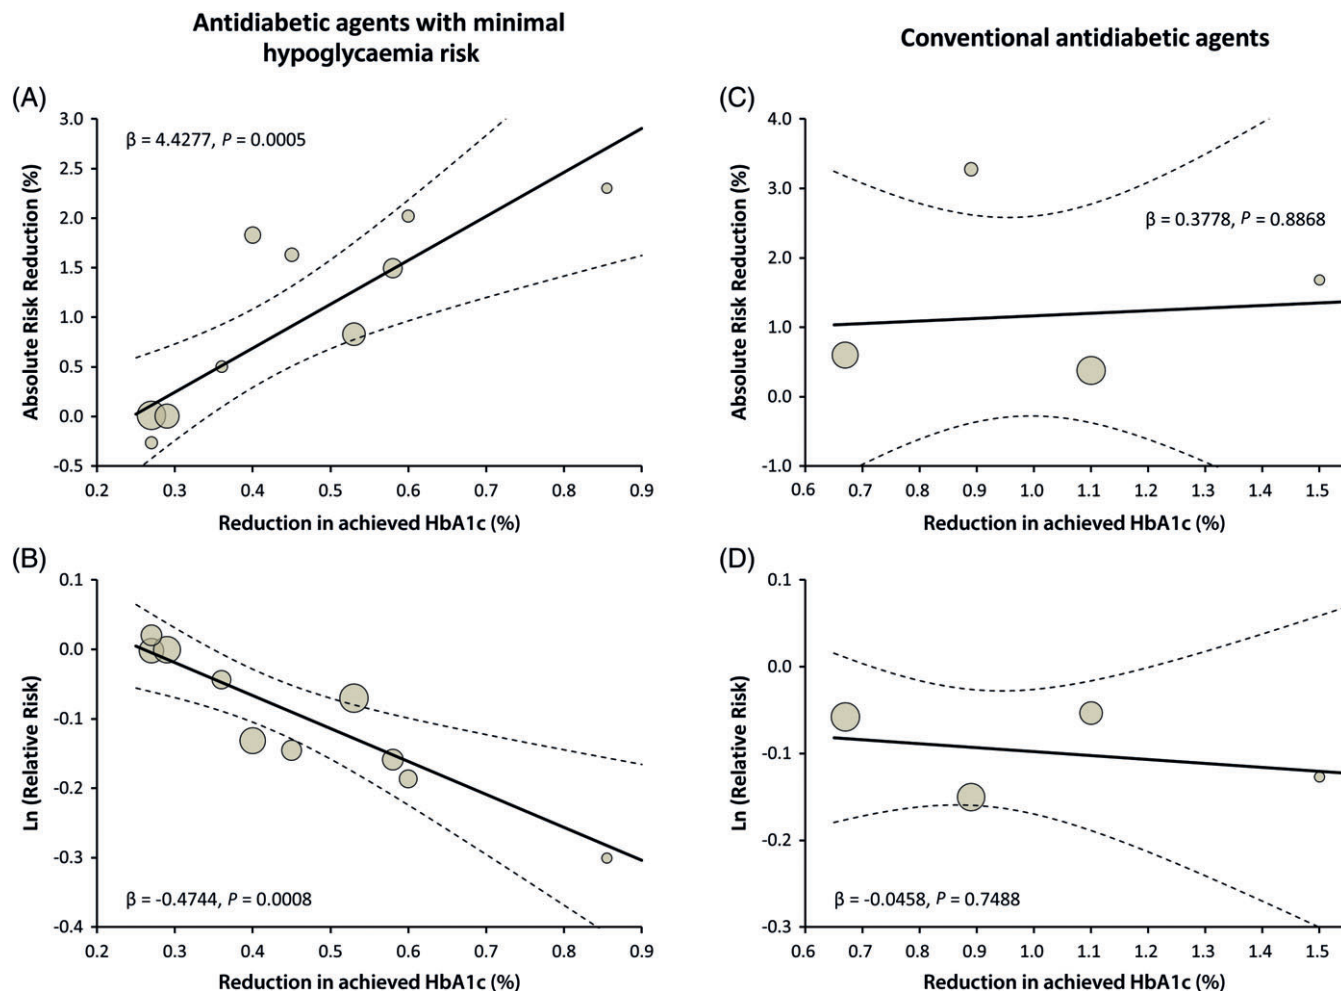 Antidiabetic agents with minimal
hypoglycaemia risk
Conventional antidiabetic agents
(A)
Absolute Risk Reduction (%)
3.0
2.5
2.0
1.5
1.0
0.5
0.0
-0.5
β = 4.4277, P = 0.0005
0.2 0.3 0.4 0.5 0.6 0.7 0.8 0.9
Reduction in achieved HbA1c (%)
(C)
Absolute Risk Reduction (%)
4.0
3.0
2.0
1.0
0.0
-1.0
β = 0.3778, P = 0.8868
0.6 0.7 0.8 0.9 1.0 1.1 1.2 1.3 1.4 1.5
Reduction in achieved HbA1c (%)
(B)
Ln (Relative Risk)
0.1
0.0
-0.1
-0.2
-0.3
-0.4
β = -0.4744, P = 0.0008
0.2 0.3 0.4 0.5 0.6 0.7 0.8 0.9
Reduction in achieved HbA1c (%)
(D)
Ln (Relative Risk)
0.1
0.0
-0.1
-0.2
-0.3
β = -0.0458, P = 0.7488
0.6 0.7 0.8 0.9 1.0 1.1 1.2 1.3 1.4 1.5
Reduction in achieved HbA1c (%)